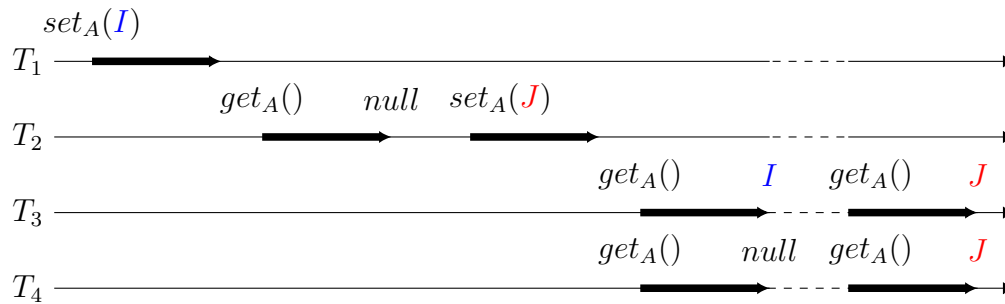 set_A(I)
T_1
get_A() null set_A(J)
T_2
get_A() I get_A() J
T_3
get_A() null get_A() J
T_4